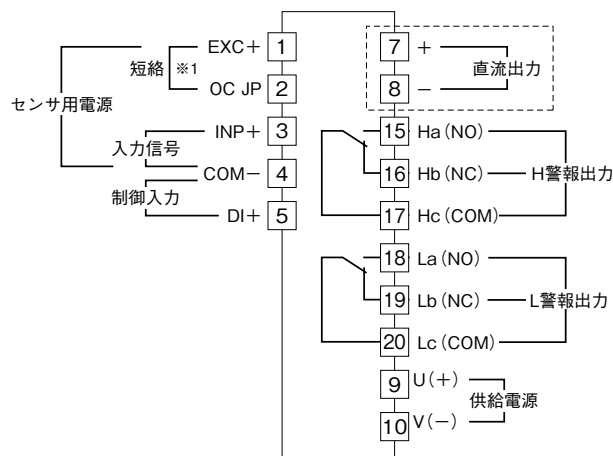 EXC+ 1
短絡 ※1
OC JP 2
センサ用電源
INP+ 3
入力信号
COM− 4
制御入力
DI+ 5
7 +
直流出力
8 −
15 Ha(NO)
16 Hb(NC) H警報出力
17 Hc(COM)
18 La(NO)
19 Lb(NC) L警報出力
20 Lc(COM)
9 U(+)
供給電源
10 V(−)